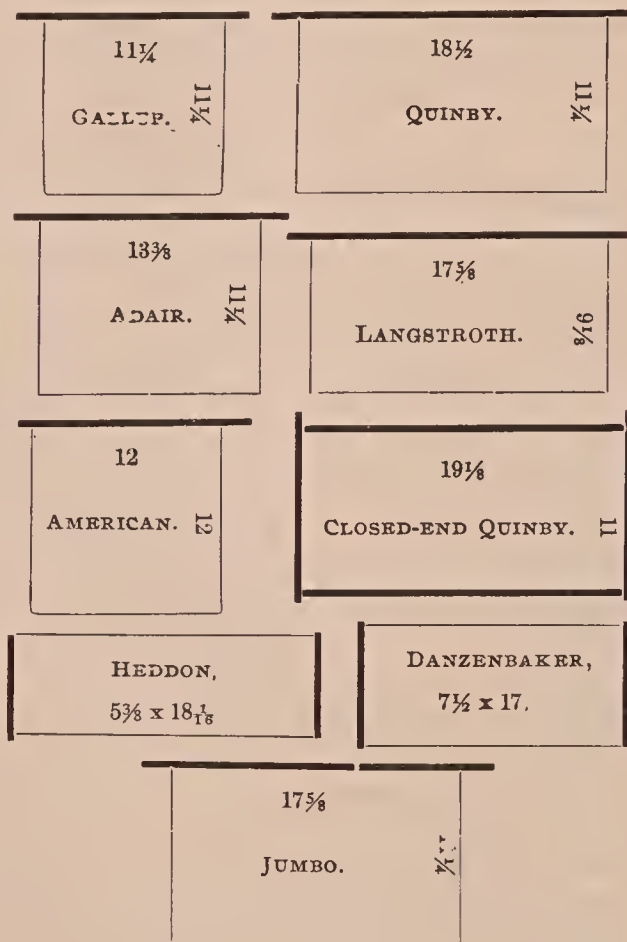 11¼
GALLUP. 11¼
18½
QUINBY. 11¼
13⅜
ADAIR. 11¼
17⅝
LANGSTROTH. 9⅛
12
AMERICAN. 12
19⅛
CLOSED-END QUINBY. 11
HEDDON,
5⅜ x 18 1/16
DANZENBAKER,
7½ x 17.
17⅝
JUMBO.